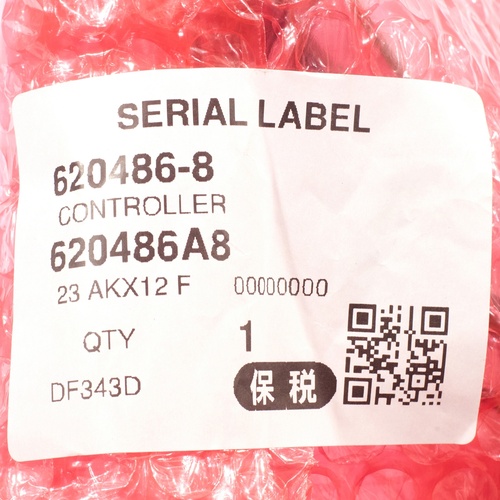 SERIAL LABEL
620486-8
CONTROLLER
620486A8
23 AKX12 F 00000000
QTY 1
DF343D 保税